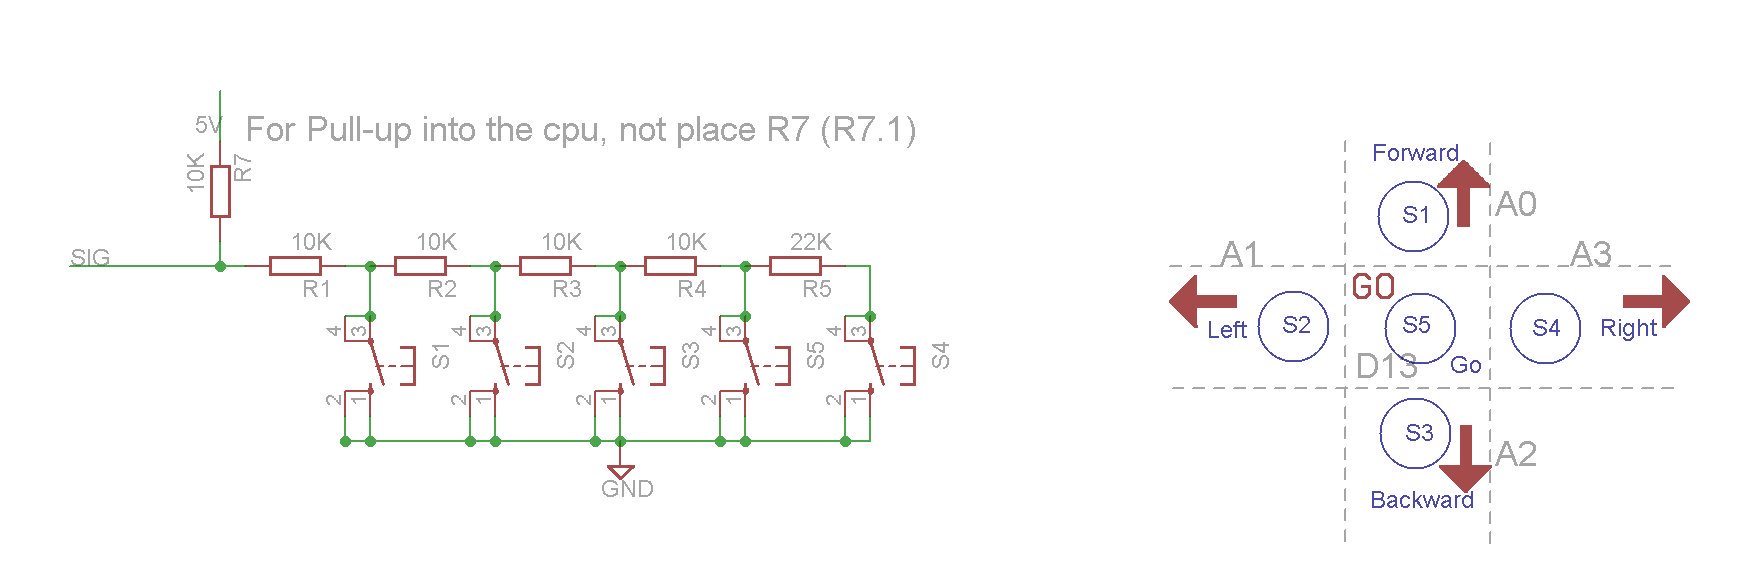 5V
For Pull-up into the cpu, not place R7 (R7.1)
10K
R7
SIG
10K
10K
10K
10K
22K
R1
R2
R3
R4
R5
4
3
4
3
4
3
4
3
4
3
S1
S2
S3
S5
S4
2
1
2
1
2
1
2
1
2
1
GND
Forward
S1
A0
A1
A3
GO
Left
S2
S5
S4
Right
D13
Go
S3
A2
Backward